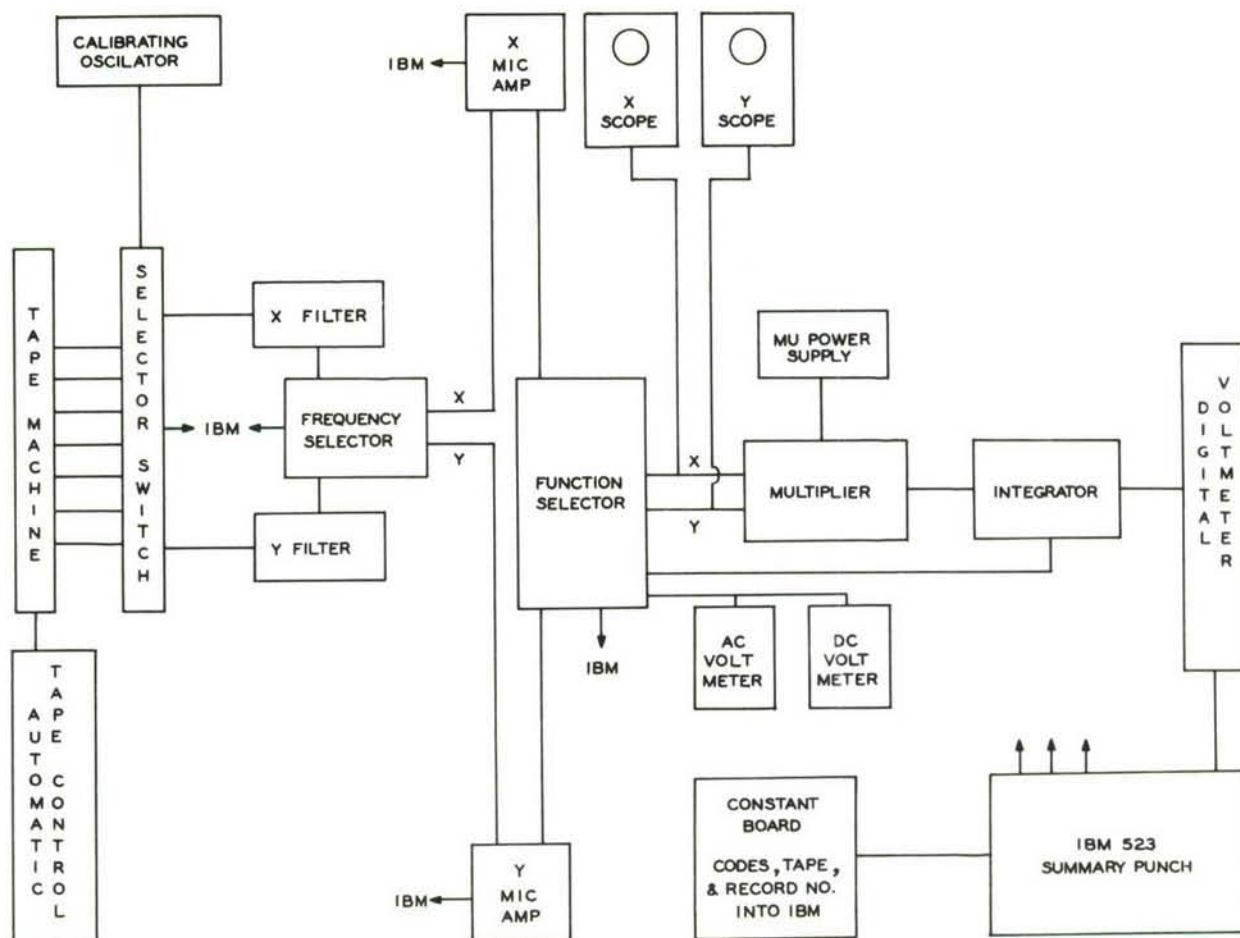 CALIBRATING
OSCILATOR
IBM
X
MIC
AMP
X
SCOPE
Y
SCOPE
TAPE MACHINE
SELECTOR SWITCH
X FILTER
IBM
FREQUENCY
SELECTOR
X
Y
Y FILTER
FUNCTION
SELECTOR
IBM
MU POWER
SUPPLY
X
Y
MULTIPLIER
INTEGRATOR
DIGITAL
VOLTMETER
AC
VOLT
METER
DC
VOLT
METER
AUTOMATIC
TAPE CONTROL
IBM
Y
MIC
AMP
CONSTANT
BOARD
CODES, TAPE,
& RECORD NO.
INTO IBM
IBM 523
SUMMARY PUNCH